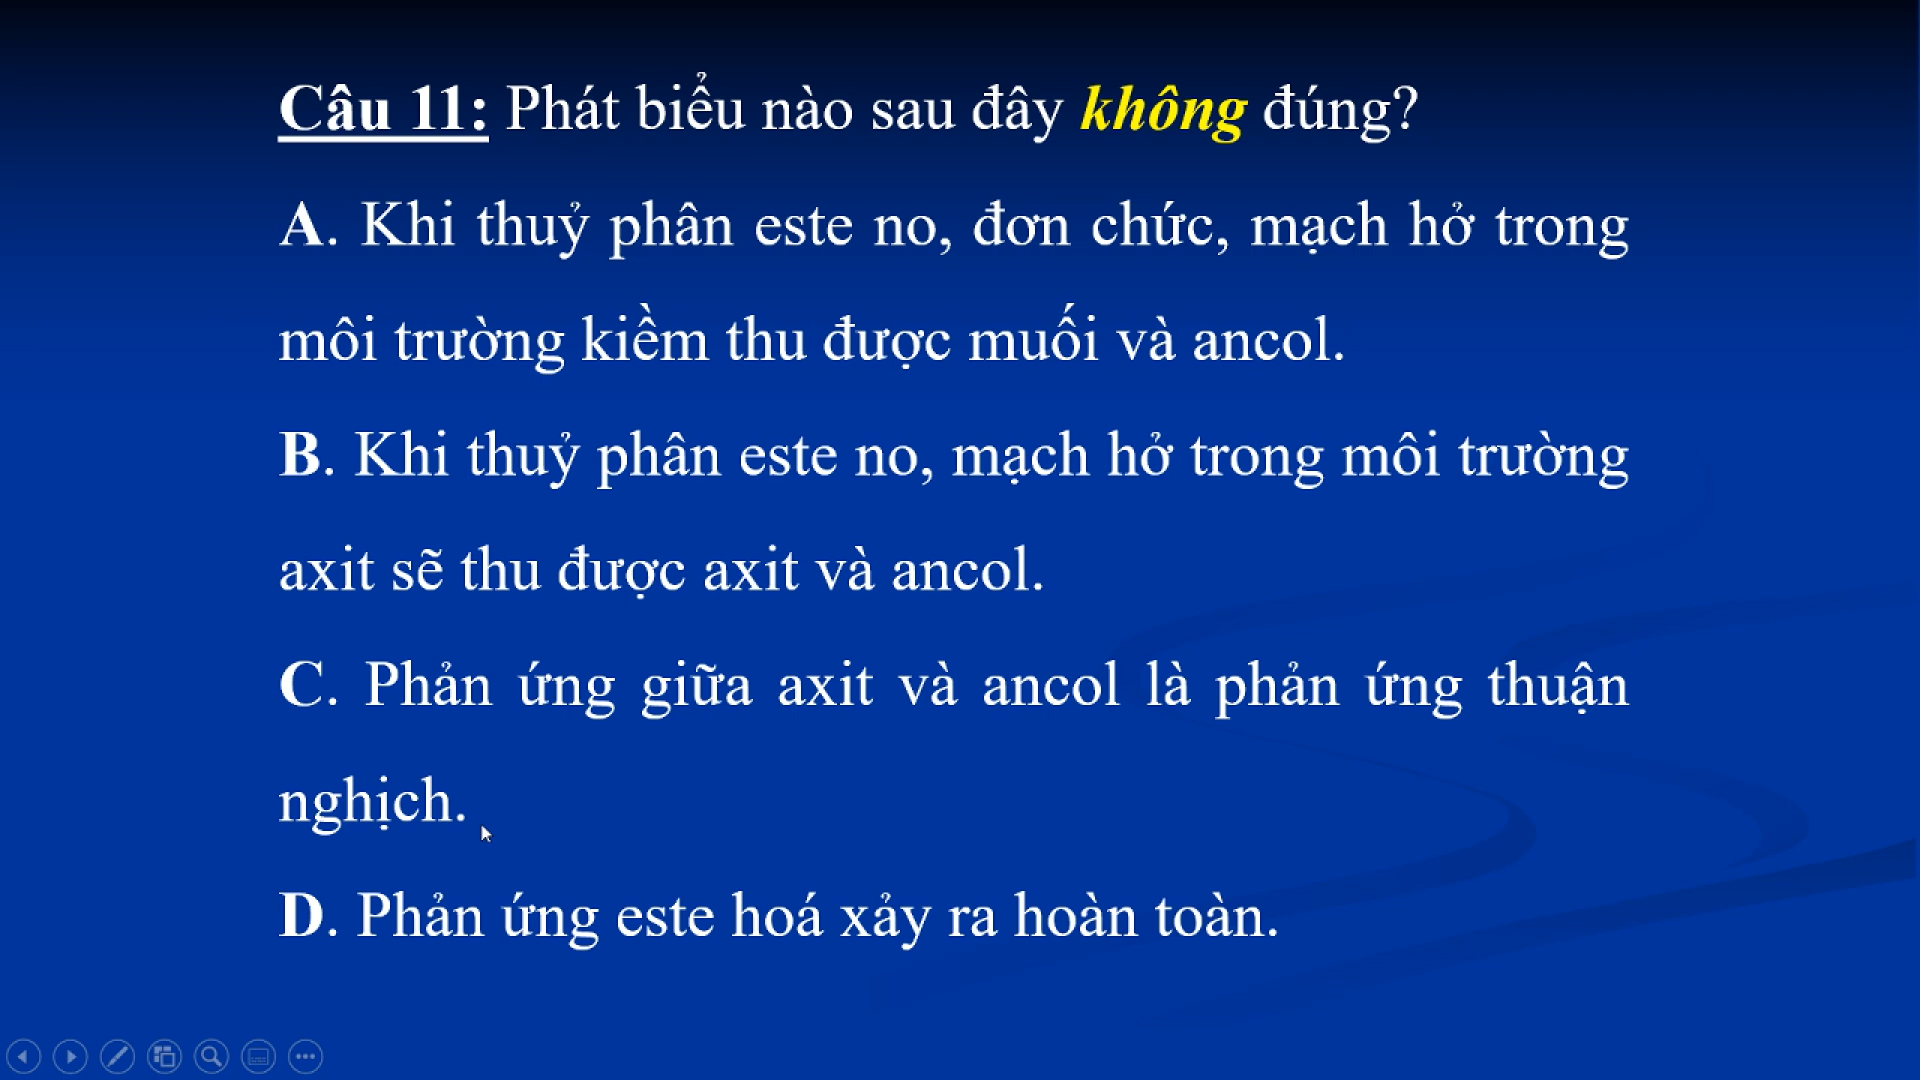 Câu 11: Phát biểu nào sau đây không đúng?
A. Khi thuỷ phân este no, đơn chức, mạch hở trong
môi trường kiềm thu được muối và ancol.
B. Khi thuỷ phân este no, mạch hở trong môi trường
axit sẽ thu được axit và ancol.
C. Phản ứng giữa axit và ancol là phản ứng thuận
nghịch.
D. Phản ứng este hoá xảy ra hoàn toàn.